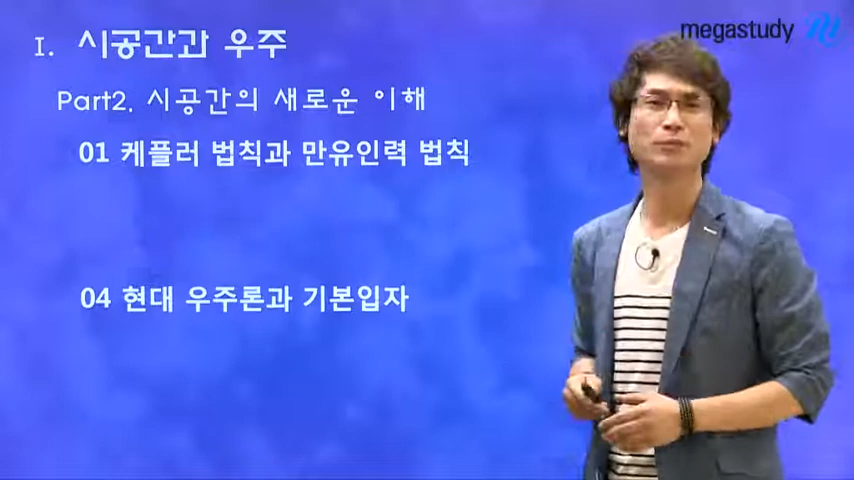 megastudy
I. 시공간과 우주
Part2. 시공간의 새로운 이해
01 케플러 법칙과 만유인력 법칙
04 현대 우주론과 기본입자